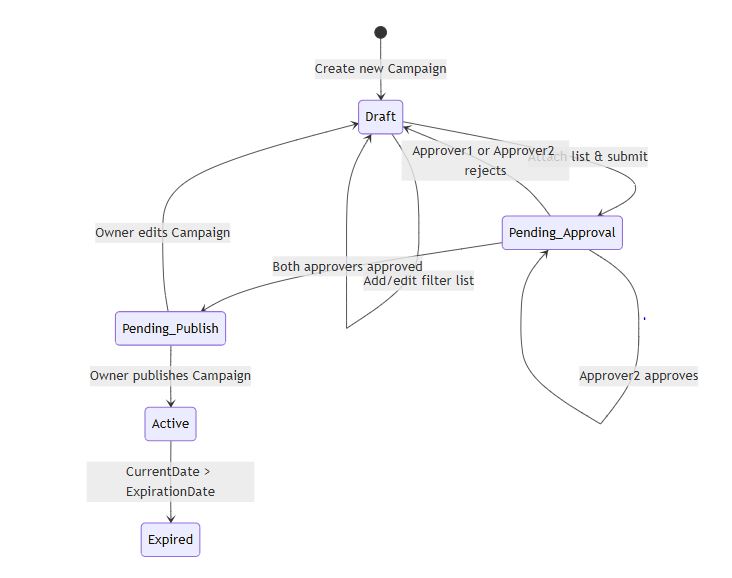 Create new Campaign
Draft
Approver1 or Approver2
rejects
Attach list & submit
Owner edits Campaign
Pending_Approval
Both approvers approved
Add/edit filter list
Pending_Publish
Owner publishes Campaign
Approver2 approves
Active
CurrentDate >
ExpirationDate
Expired